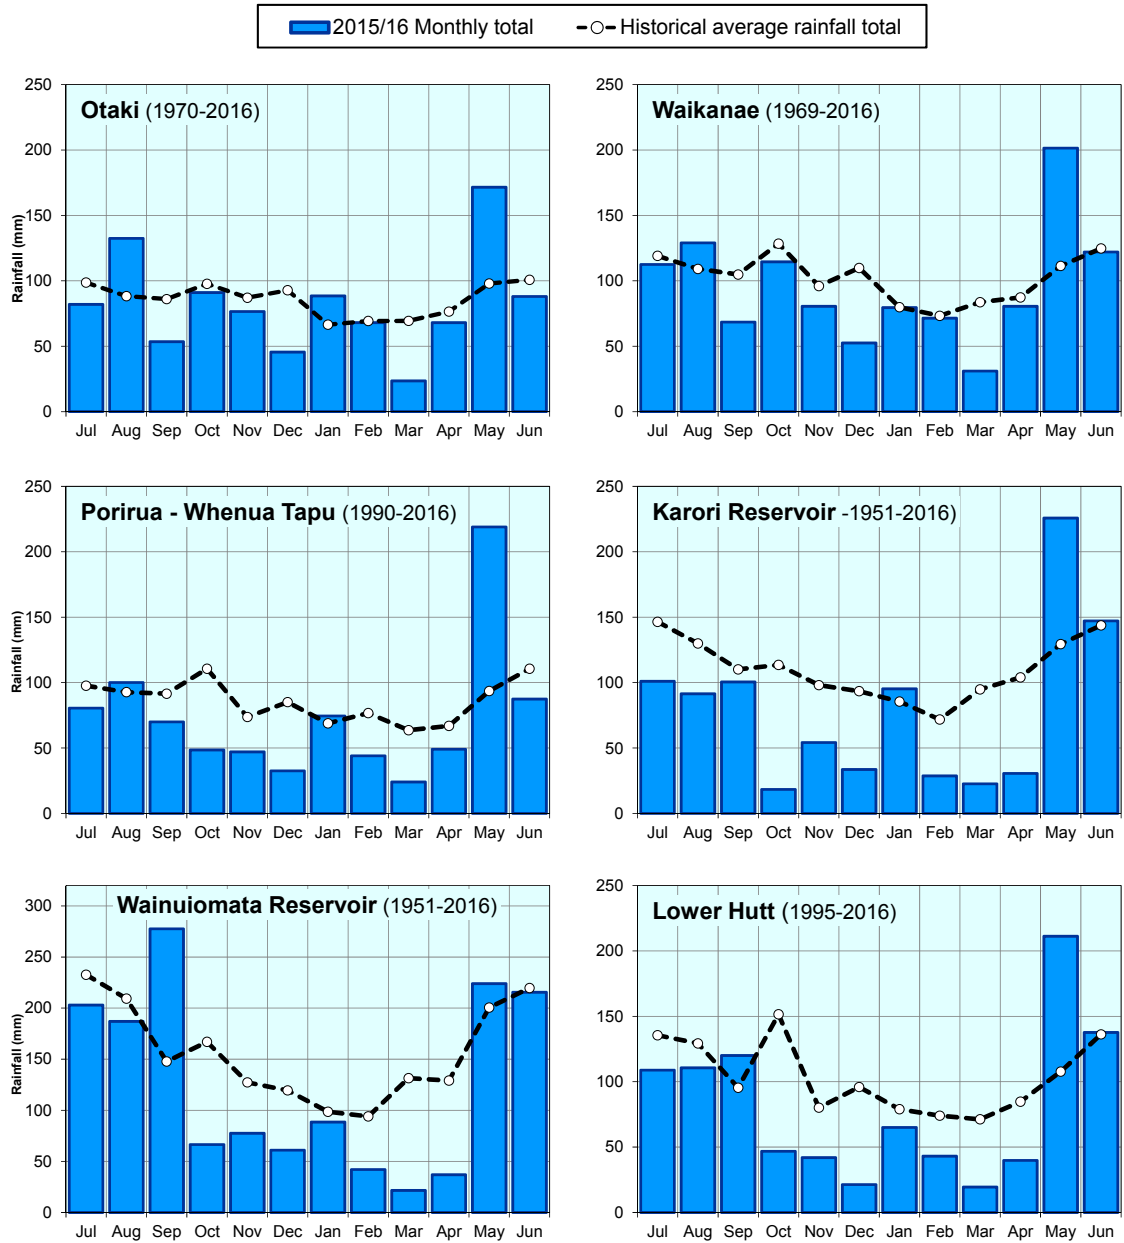 2015/16 Monthly total Historical average rainfall total
Otaki (1970-2016)
Rainfall (mm)
250
200
150
100
50
0
Jul Aug Sep Oct Nov Dec Jan Feb Mar Apr May Jun
Waikanae (1969-2016)
250
200
150
100
50
0
Jul Aug Sep Oct Nov Dec Jan Feb Mar Apr May Jun
Porirua - Whenua Tapu (1990-2016)
Rainfall (mm)
250
200
150
100
50
0
Jul Aug Sep Oct Nov Dec Jan Feb Mar Apr May Jun
Karori Reservoir -1951-2016)
250
200
150
100
50
0
Jul Aug Sep Oct Nov Dec Jan Feb Mar Apr May Jun
Wainuiomata Reservoir (1951-2016)
Rainfall (mm)
300
250
200
150
100
50
0
Jul Aug Sep Oct Nov Dec Jan Feb Mar Apr May Jun
Lower Hutt (1995-2016)
250
200
150
100
50
0
Jul Aug Sep Oct Nov Dec Jan Feb Mar Apr May Jun